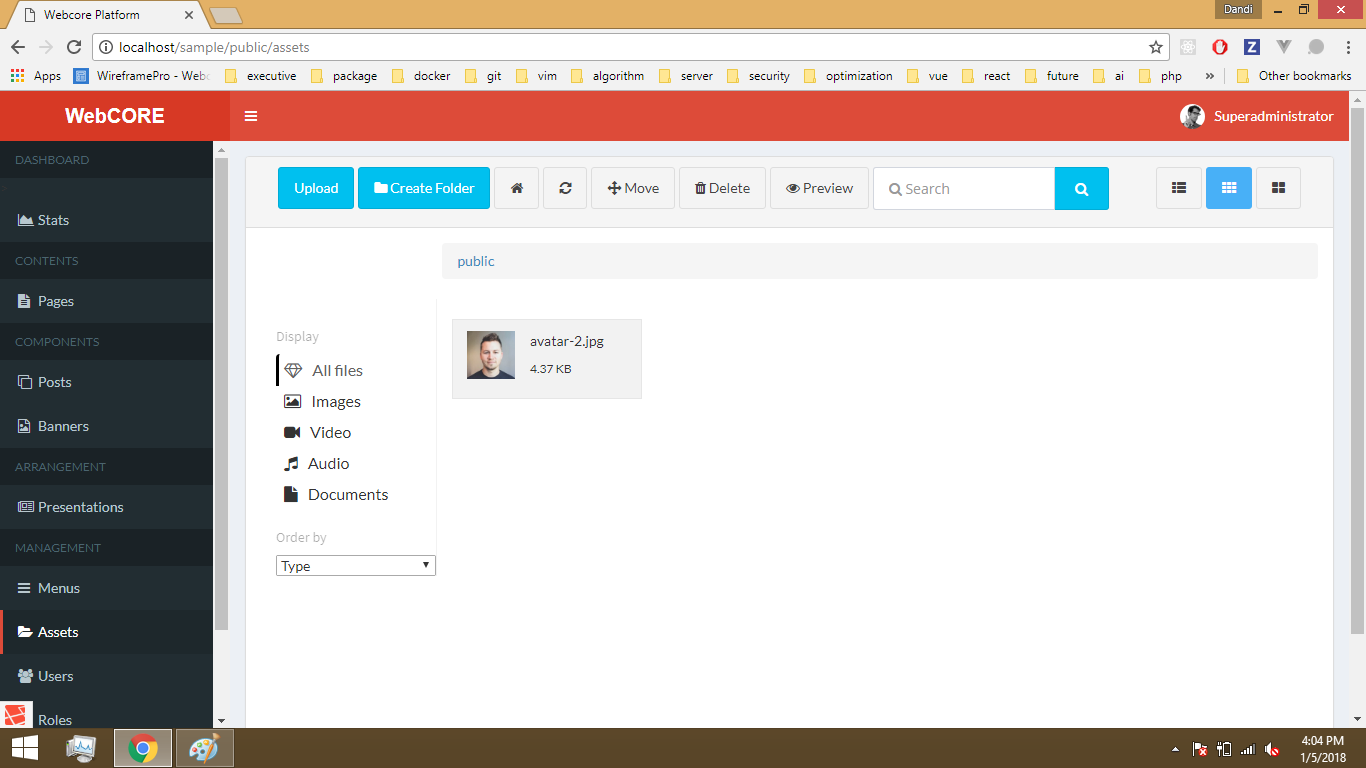 Webcore Platform
Dandi
localhost/sample/public/assets
Apps WireframePro - Webc executive package docker git vim algorithm server security optimization vue react future ai php » Other bookmarks
WebCORE
Superadministrator
DASHBOARD
Stats
CONTENTS
Pages
COMPONENTS
Posts
Banners
ARRANGEMENT
Presentations
MANAGEMENT
Menus
Assets
Users
Roles
Upload Create Folder Move Delete Preview Search
public
Display
All files
Images
Video
Audio
Documents
Order by
Type
avatar-2.jpg
4.37 KB
4:04 PM
1/5/2018